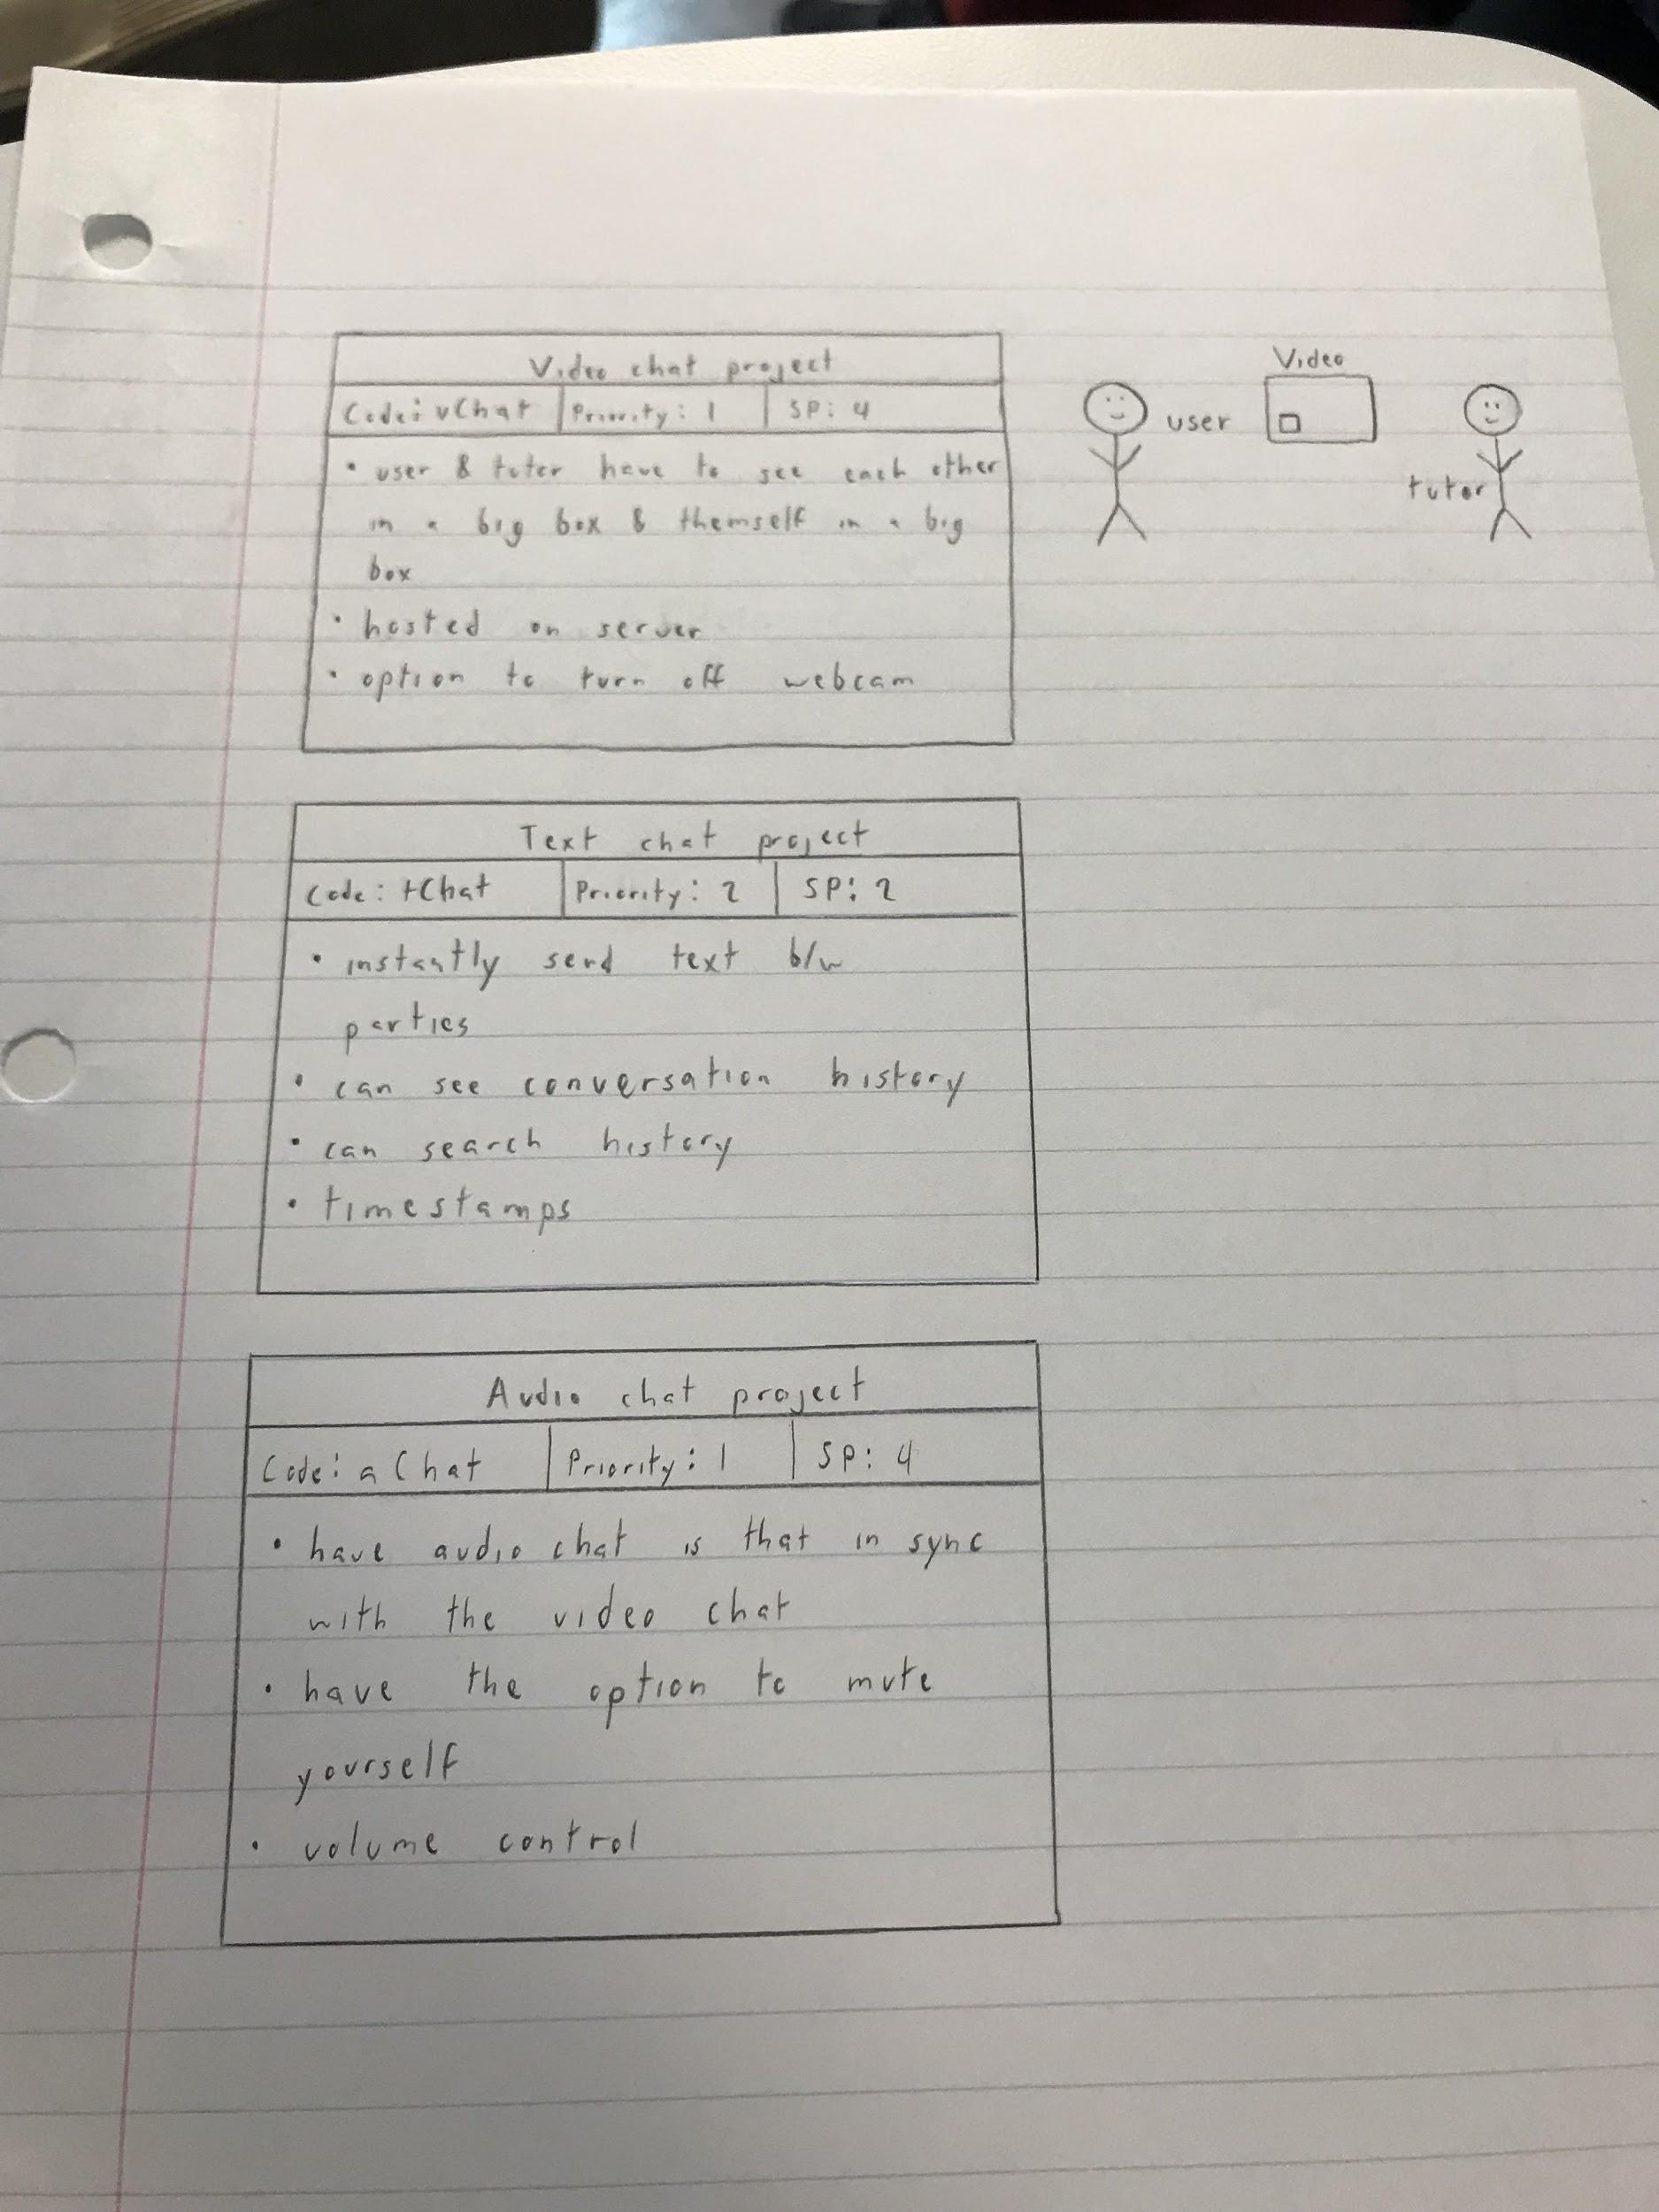 Video chat project
Code: vChat Priority: 1 SP: 4
• user & tutor have to see each other
in a big box & themself in a big
box
• hosted on server
• option to turn off webcam
Video
user
tutor
Text chat project
Code: tChat Priority: 2 SP: 2
• instantly send text b/w
parties
• can see conversation history
• can search history
• timestamps
Audio chat project
Code: aChat Priority: 1 SP: 4
• have audio chat is that in sync
with the video chat
• have the option to mute
yourself
• volume control